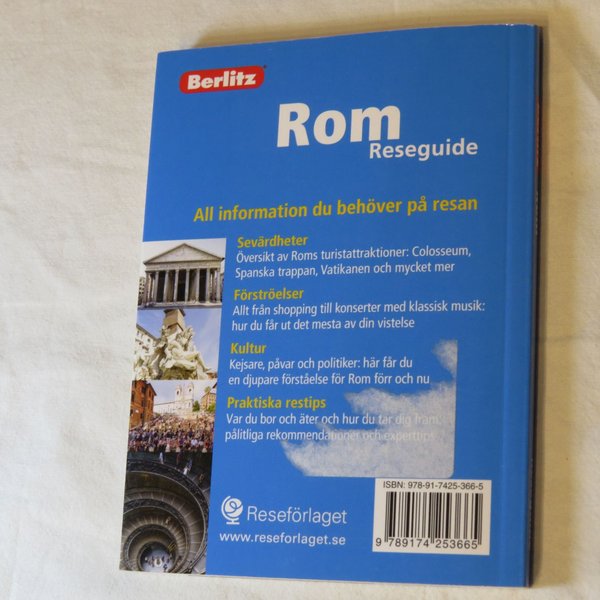 Berlitz
Rom
Reseguide
All information du behöver på resan
Sevärdheter
Översikt av Roms turistattraktioner: Colosseum,
Spanska trappan, Vatikanen och mycket mer
Förströelser
Allt från shopping till konserter med klassisk musik:
hur du får ut det mesta av din vistelse
Kultur
Kejsare, påvar och politiker: här får du
en djupare förståelse för Rom förr och nu
Praktiska restips
Var du bor och äter och hur du tar dig fram,
pålitliga rekommendationer och experttips
ISBN: 978-91-7425-366-5
Reseförlaget
www.reseforlaget.se
9 789174 253665